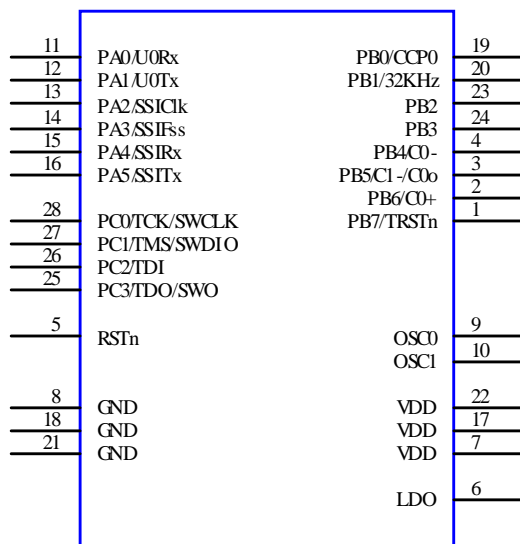 11 PA0/U0Rx PB0/CCP0 19
12 PA1/U0Tx PB1/32KHz 20
13 PA2/SSIClk PB2 23
14 PA3/SSIFss PB3 24
15 PA4/SSIRx PB4/C0- 4
16 PA5/SSITx PB5/C1-/C0o 3
PB6/C0+ 2
28 PC0/TCK/SWCLK PB7/TRSTn 1
27 PC1/TMS/SWDIO
26 PC2/TDI
25 PC3/TDO/SWO
5 RSTn OSC0 9
OSC1 10
8 GND VDD 22
18 GND VDD 17
21 GND VDD 7
LDO 6